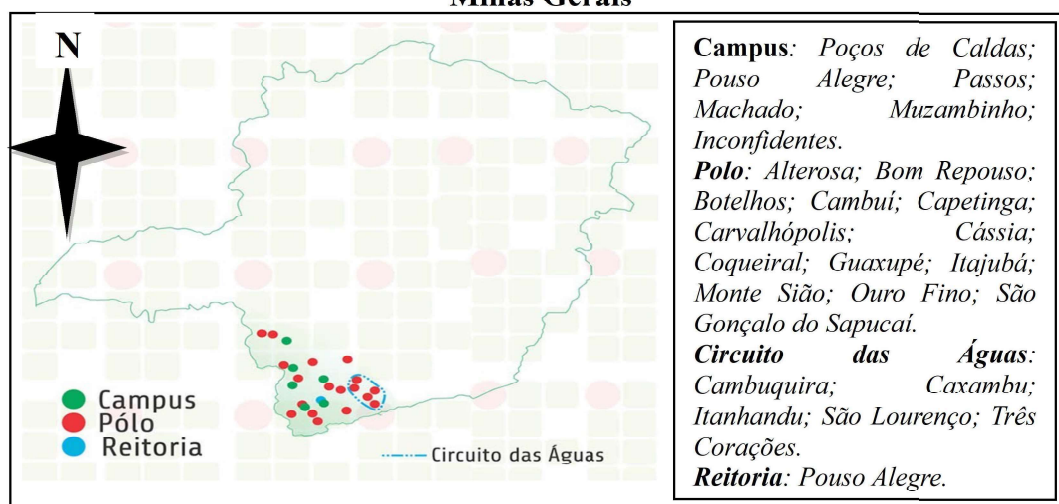 Minas Gerais
N
Campus
Pólo
Reitoria
Circuito das Águas
Campus: Poços de Caldas;
Pouso Alegre; Passos;
Machado; Muzambinho;
Inconfidentes.
Polo: Alterosa; Bom Repouso;
Botelhos; Cambuí; Capetinga;
Carvalhópolis; Cássia;
Coqueiral; Guaxupé; Itajubá;
Monte Sião; Ouro Fino; São
Gonçalo do Sapucaí.
Circuito das Águas:
Cambuquira; Caxambu;
Itanhandu; São Lourenço; Três
Corações.
Reitoria: Pouso Alegre.